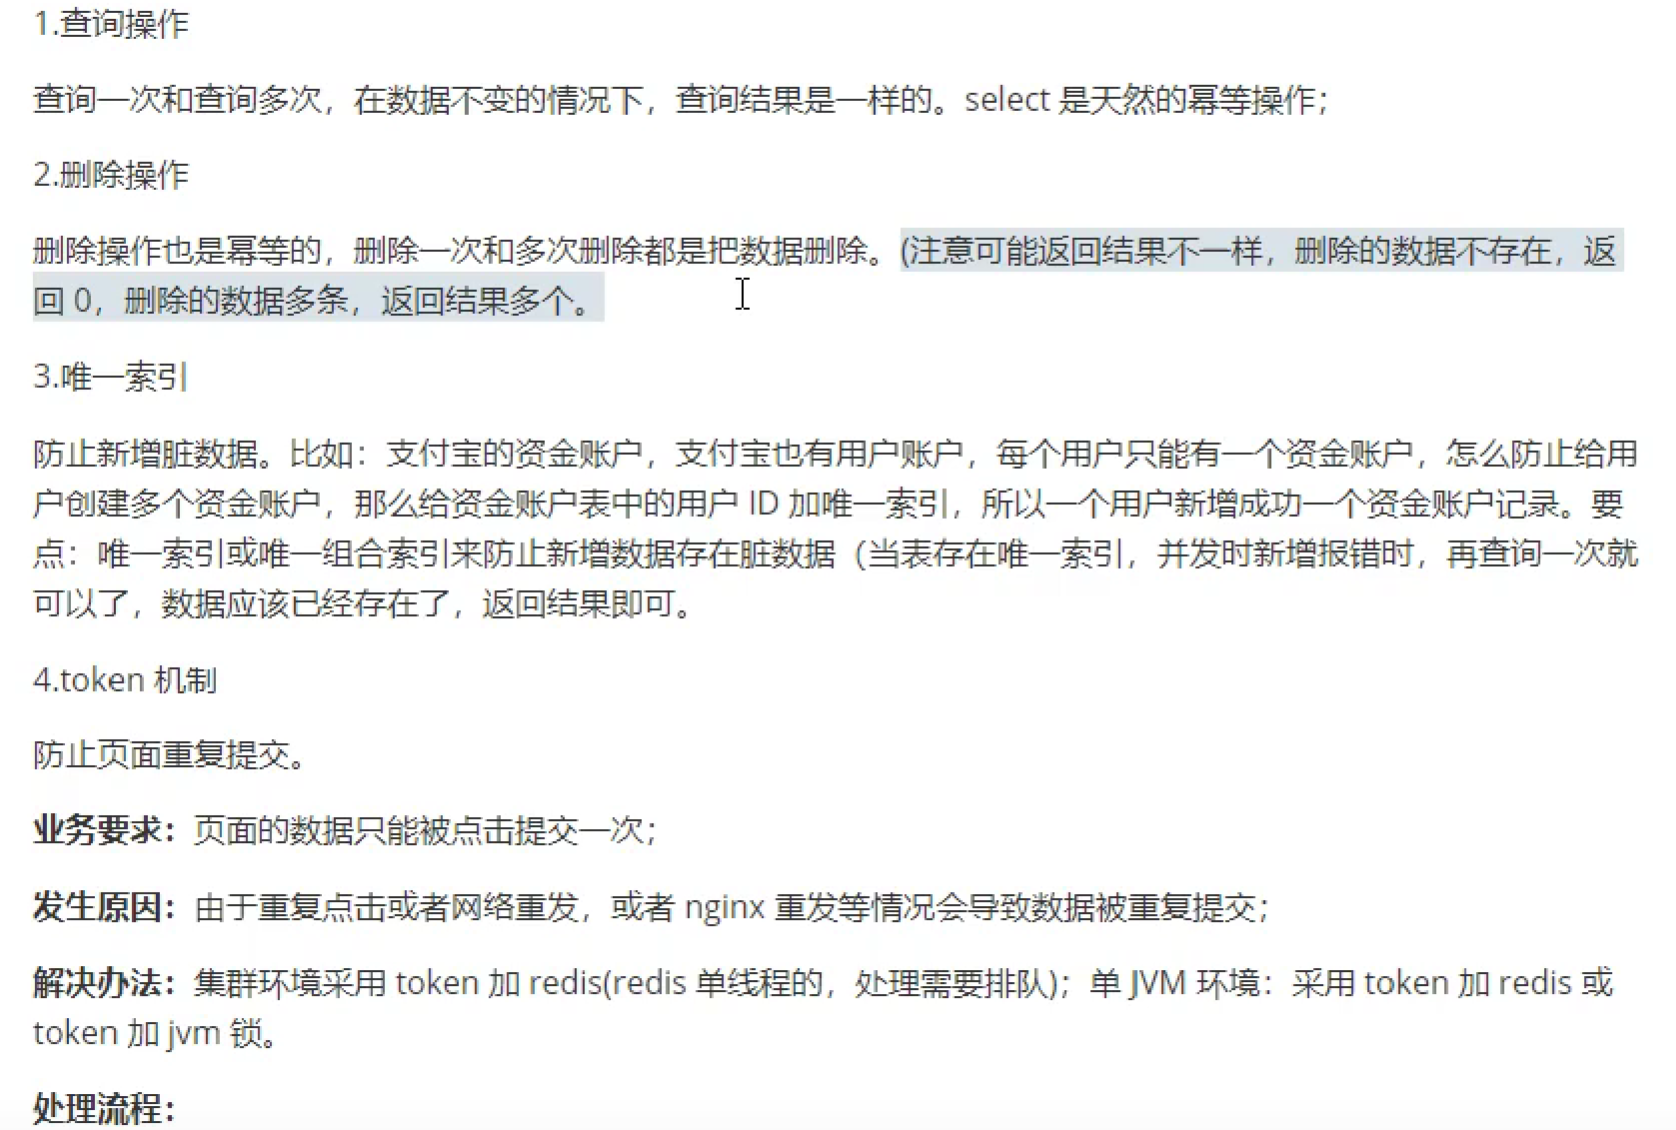 1.查询操作
查询一次和查询多次，在数据不变的情况下，查询结果是一样的。select 是天然的幂等操作；
2.删除操作
删除操作也是幂等的，删除一次和多次删除都是把数据删除。(注意可能返回结果不一样，删除的数据不存在，返
回 0，删除的数据多条，返回结果多个。
3.唯一索引
防止新增脏数据。比如：支付宝的资金账户，支付宝也有用户账户，每个用户只能有一个资金账户，怎么防止给用
户创建多个资金账户，那么给资金账户表中的用户 ID 加唯一索引，所以一个用户新增成功一个资金账户记录。要
点：唯一索引或唯一组合索引来防止新增数据存在脏数据（当表存在唯一索引，并发时新增报错时，再查询一次就
可以了，数据应该已经存在了，返回结果即可。
4.token 机制
防止页面重复提交。
业务要求：页面的数据只能被点击提交一次；
发生原因：由于重复点击或者网络重发，或者 nginx 重发等情况会导致数据被重复提交；
解决办法：集群环境采用 token 加 redis(redis 单线程的，处理需要排队)；单 JVM 环境：采用 token 加 redis 或
token 加 jvm 锁。
处理流程：